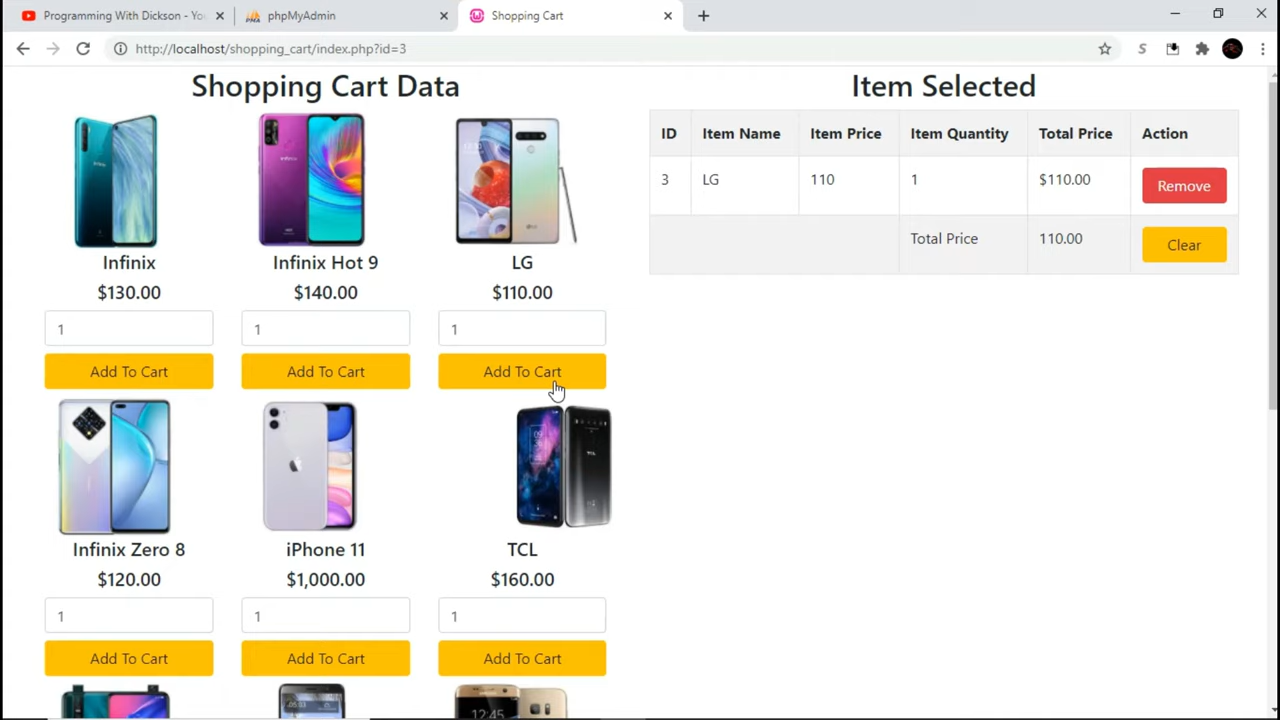 Programming With Dickson - Yo
phpMyAdmin
Shopping Cart
http://localhost/shopping_cart/index.php?id=3
S
Shopping Cart Data
Infinix
$130.00
1
Add To Cart
Infinix Hot 9
$140.00
1
Add To Cart
LG
$110.00
1
Add To Cart
Infinix Zero 8
$120.00
1
Add To Cart
iPhone 11
$1,000.00
1
Add To Cart
TCL
$160.00
1
Add To Cart
12:45
Item Selected
ID Item Name Item Price Item Quantity Total Price Action
3 LG 110 1 $110.00 Remove
Total Price 110.00 Clear